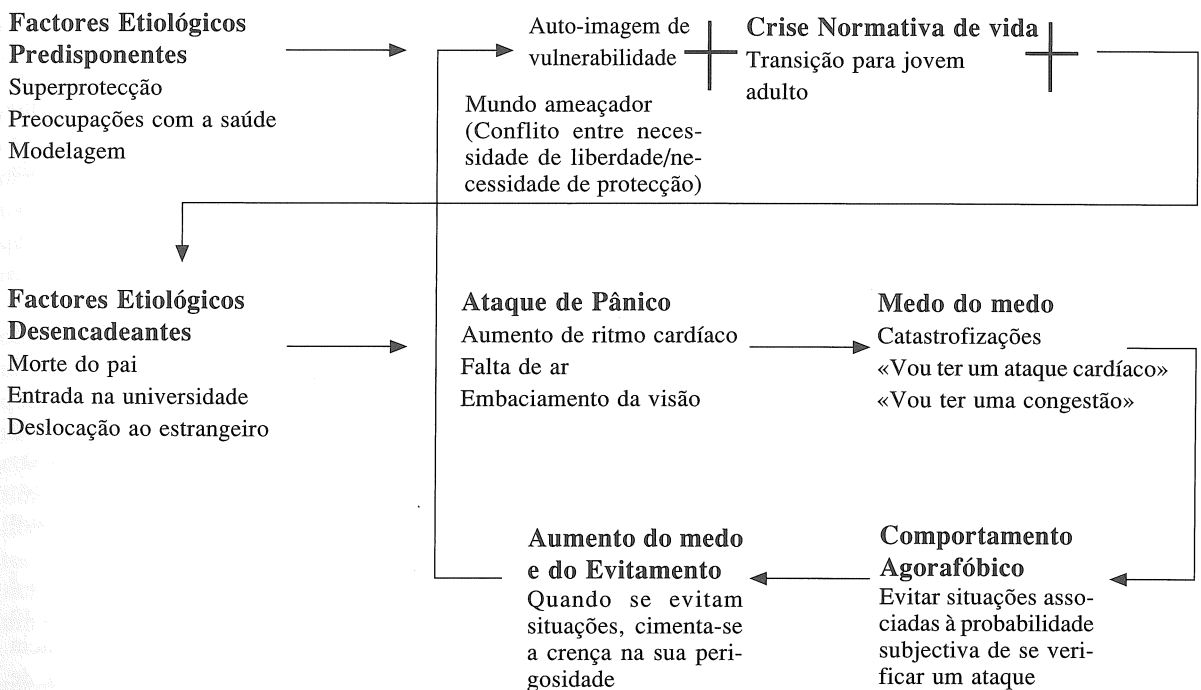 Factores Etiológicos
Predisponentes
Superprotecção
Preocupações com a saúde
Modelagem
Auto-imagem de
vulnerabilidade
Mundo ameaçador
(Conflito entre neces-
sidade de liberdade/ne-
cessidade de protecção)
Crise Normativa de vida
Transição para jovem
adulto
Factores Etiológicos
Desencadeantes
Morte do pai
Entrada na universidade
Deslocação ao estrangeiro
Ataque de Pânico
Aumento de ritmo cardíaco
Falta de ar
Embaciamento da visão
Medo do medo
Catastrofizações
«Vou ter um ataque cardíaco»
«Vou ter uma congestão»
Comportamento
Agorafóbico
Evitar situações asso-
ciadas à probabilidade
subjectiva de se veri-
ficar um ataque
Aumento do medo
e do Evitamento
Quando se evitam
situações, cimenta-se
a crença na sua peri-
gosidade